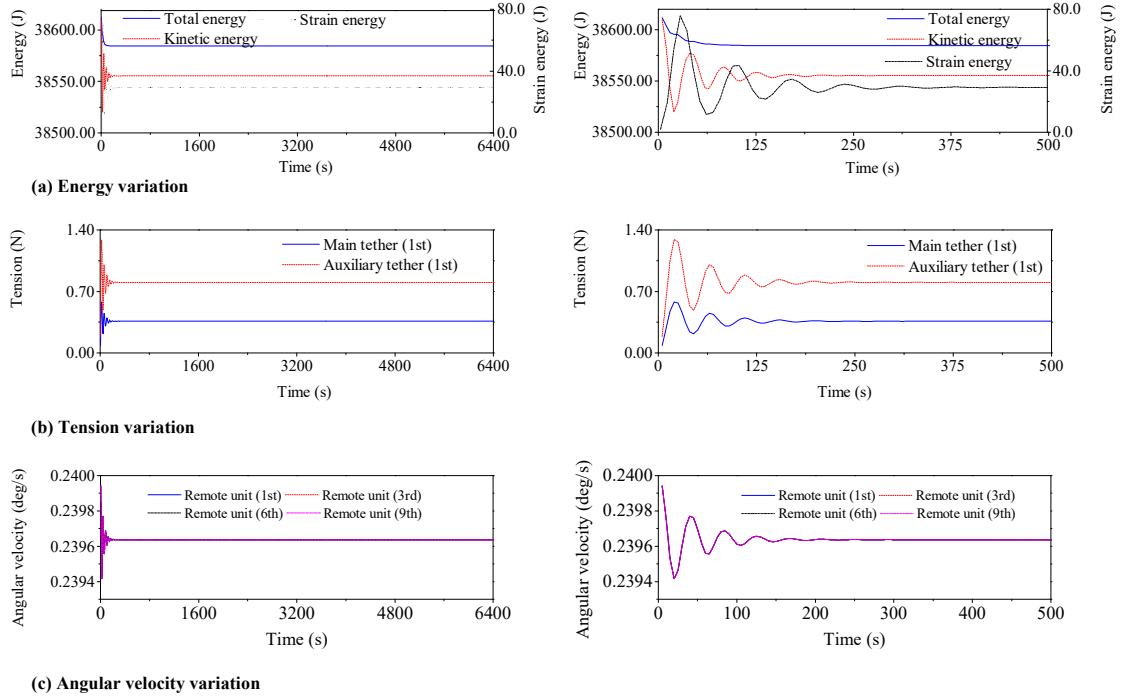 Energy (J)
38600.00
38550.00
38500.00
Total energy
Strain energy
Kinetic energy
80.0
40.0
0.0
Strain energy (J)
0
1600
3200
4800
6400
Time (s)
Energy (J)
38600.00
38550.00
38500.00
Total energy
Kinetic energy
Strain energy
80.0
40.0
0.0
Strain energy (J)
0
125
250
375
500
Time (s)
(a) Energy variation
Tension (N)
1.40
0.70
0.00
Main tether (1st)
Auxiliary tether (1st)
0
1600
3200
4800
6400
Time (s)
Tension (N)
1.40
0.70
0.00
Main tether (1st)
Auxiliary tether (1st)
0
125
250
375
500
Time (s)
(b) Tension variation
Angular velocity (deg/s)
0.2400
0.2398
0.2396
0.2394
Remote unit (1st)
Remote unit (3rd)
Remote unit (6th)
Remote unit (9th)
0
1600
3200
4800
6400
Time (s)
Angular velocity (deg/s)
0.2400
0.2398
0.2396
0.2394
Remote unit (1st)
Remote unit (3rd)
Remote unit (6th)
Remote unit (9th)
0
50
100
200
300
400
500
Time (s)
(c) Angular velocity variation